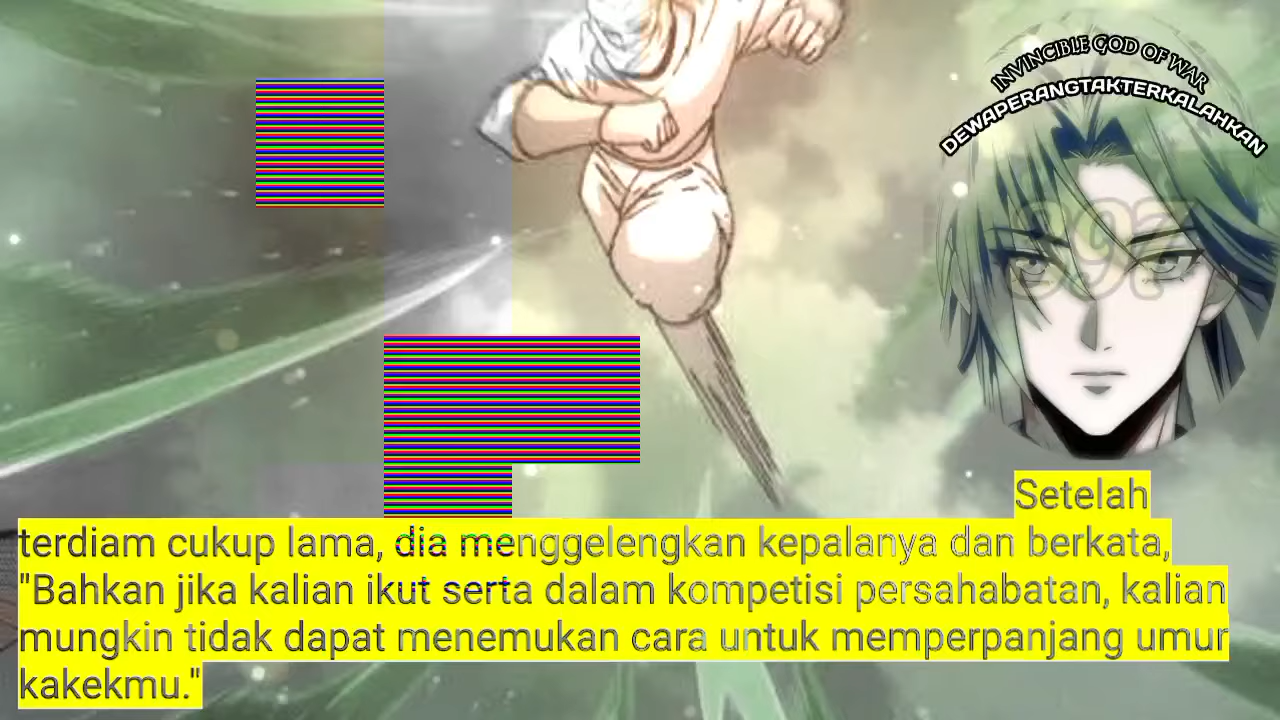 INVINCIBLE GOD OF WAR
DEWAPERANGTAKTERKALAHKAN
397
Setelah
terdiam cukup lama, dia menggelengkan kepalanya dan berkata,
"Bahkan jika kalian ikut serta dalam kompetisi persahabatan, kalian
mungkin tidak dapat menemukan cara untuk memperpanjang umur
kakekmu."